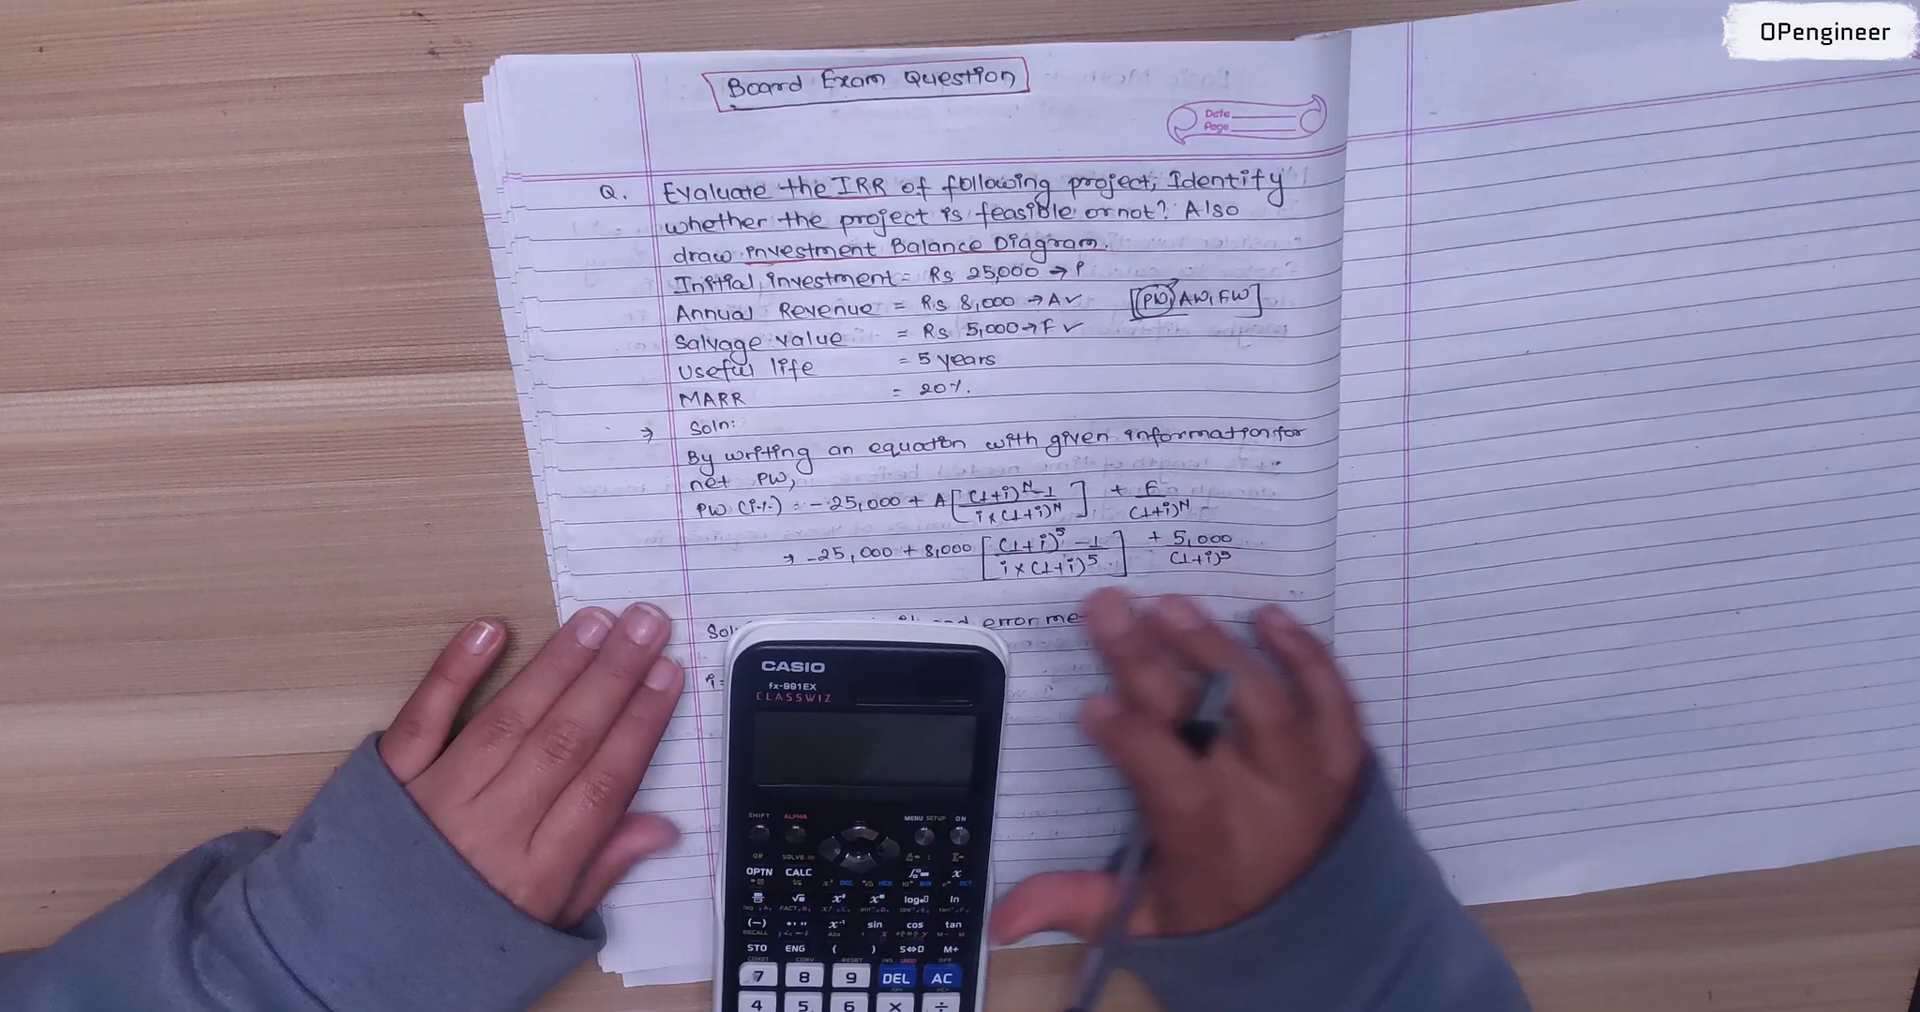 OPengineer
Board Exam Question
Date
Page
Q. Evaluate the IRR of following project, Identify
whether the project is feasible or not? Also
draw investment Balance Diagram.
Initial investment = Rs 25,000 → P
Annual Revenue = Rs 8,000 → A ✓ [PW, AW, FW]
Salvage value = Rs 5,000 → F ✓
Useful life = 5 years
MARR = 20%.
⇒ Soln:
By writing an equation with given information for
net PW,
PW (i%) = -25,000 + A[(1+i)^N-1 / i×(1+i)^N] + F/(1+i)^N
→ -25,000 + 8,000 [(1+i)^5-1 / i×(1+i)^5] + 5,000/(1+i)^5
error me
i=
CASIO
fx-991EX
CLASSWIZ
SHIFT ALPHA MENU SETUP ON
QR SOLVE =
OPTN CALC x
log ln
(-) sin cos tan
RECALL
STO ENG ( ) S⇔D M+
7 8 9 DEL AC
4 5 6 × ÷